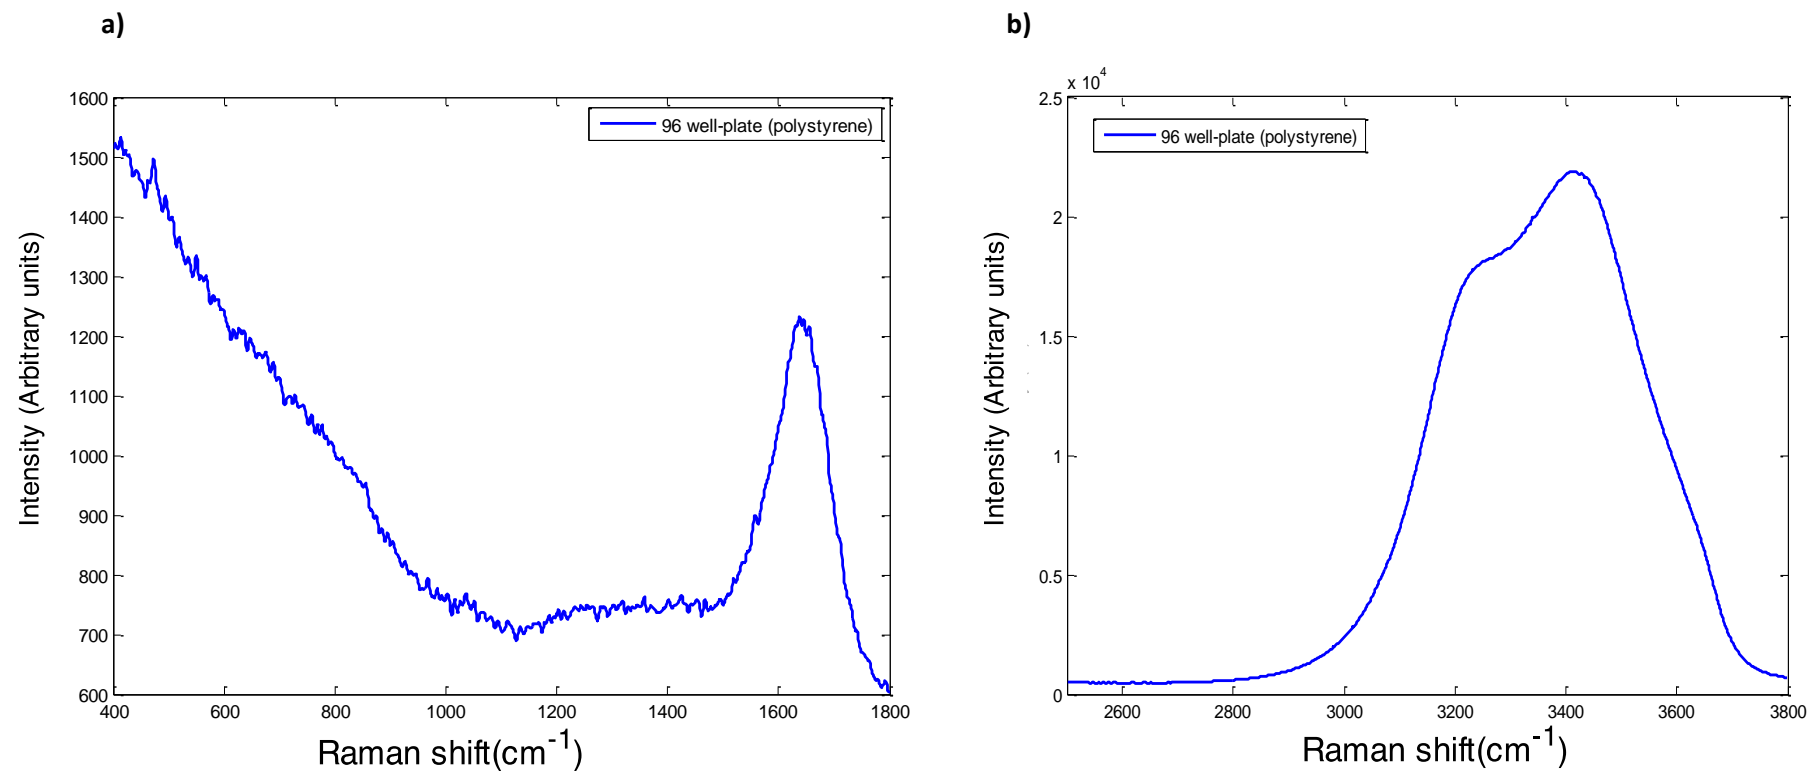 a)
b)
96 well-plate (polystyrene)
Intensity (Arbitrary units)
1600
1500
1400
1300
1200
1100
1000
900
800
700
600
400 600 800 1000 1200 1400 1600 1800
Raman shift(cm⁻¹)
x 10⁴
96 well-plate (polystyrene)
Intensity (Arbitrary units)
2.5
2
1.5
1
0.5
0
2600 2800 3000 3200 3400 3600 3800
Raman shift(cm⁻¹)